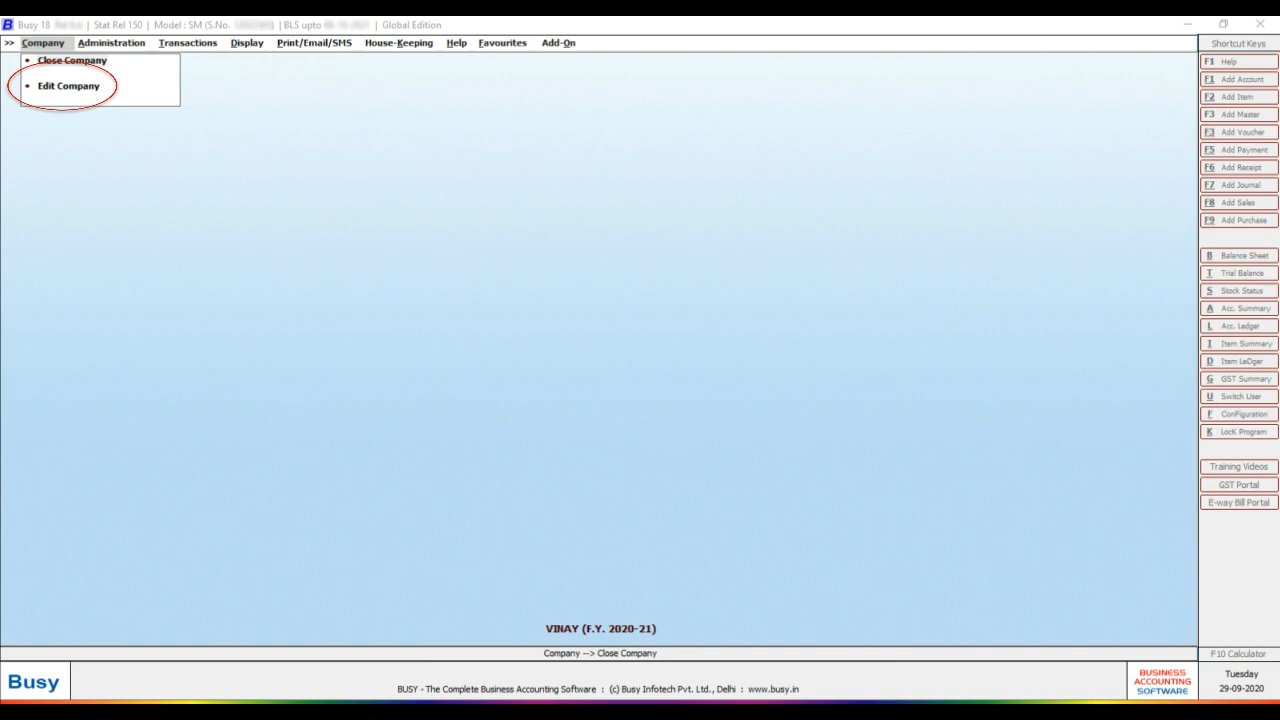 Busy 18 | Stat Rel 150 | Model : SM (S.No. | BLS upto | Global Edition
>> Company Administration Transactions Display Print/Email/SMS House-Keeping Help Favourites Add-On
• Close Company
• Edit Company
Shortcut Keys
F1 Help
F1 Add Account
F2 Add Item
F3 Add Master
F3 Add Voucher
F5 Add Payment
F6 Add Receipt
F7 Add Journal
F8 Add Sales
F9 Add Purchase
B Balance Sheet
T Trial Balance
S Stock Status
A Acc. Summary
L Acc. Ledger
I Item Summary
D Item LeDger
G GST Summary
U Switch User
F ConFiguration
K LocK Program
Training Videos
GST Portal
E-way Bill Portal
VINAY (F.Y. 2020-21)
Company --> Close Company
F10 Calculator
Busy
BUSY - The Complete Business Accounting Software : (c) Busy Infotech Pvt. Ltd., Delhi : www.busy.in
BUSINESS
ACCOUNTING
SOFTWARE
Tuesday
29-09-2020